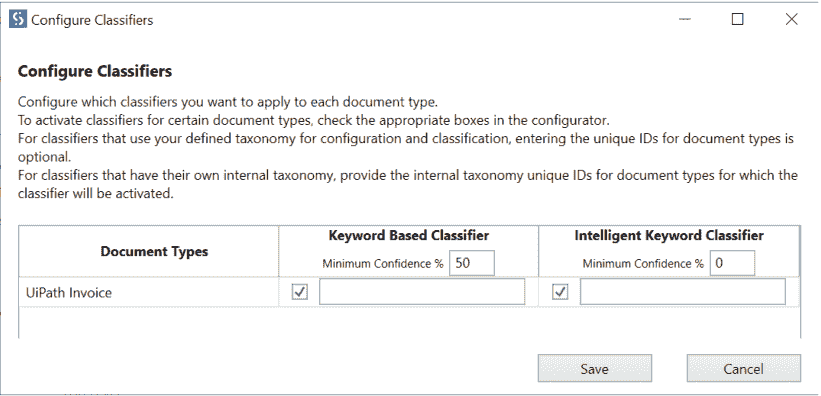 Configure Classifiers
Configure Classifiers
Configure which classifiers you want to apply to each document type.
To activate classifiers for certain document types, check the appropriate boxes in the configurator.
For classifiers that use your defined taxonomy for configuration and classification, entering the unique IDs for document types is
optional.
For classifiers that have their own internal taxonomy, provide the internal taxonomy unique IDs for document types for which the
classifier will be activated.
Document Types
Keyword Based Classifier
Minimum Confidence % 50
Intelligent Keyword Classifier
Minimum Confidence % 0
UiPath Invoice
Save
Cancel